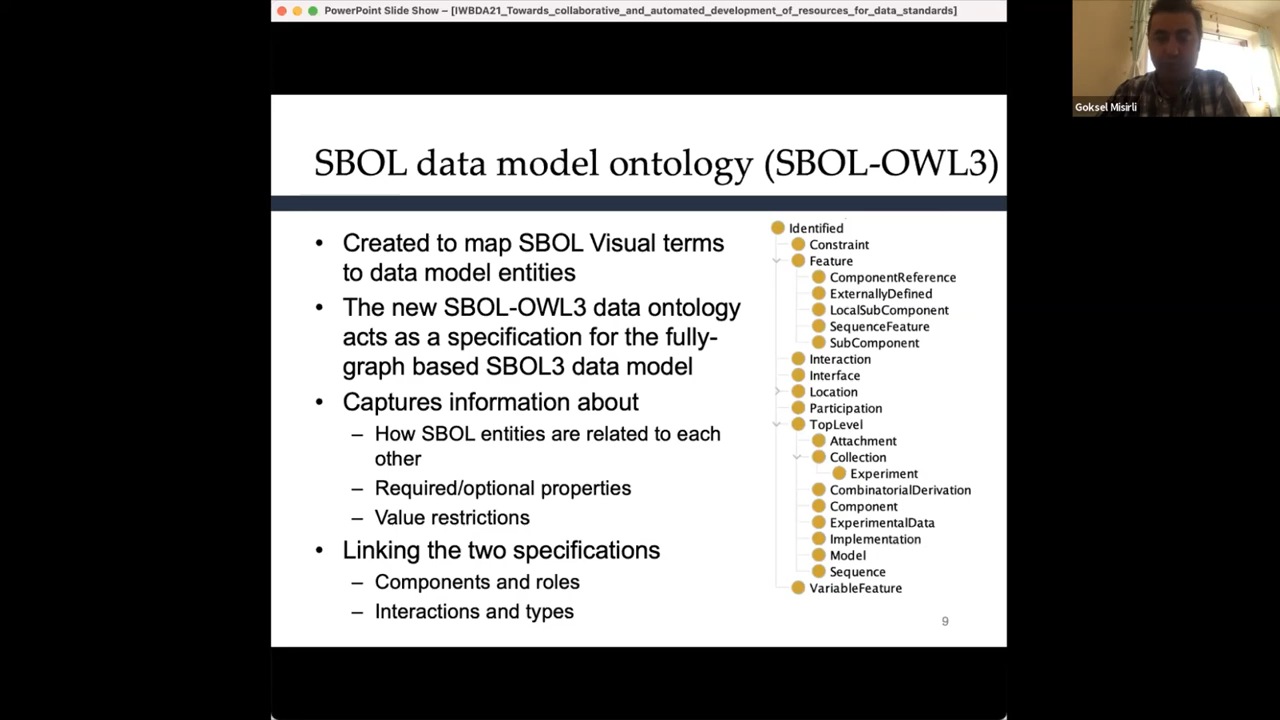 PowerPoint Slide Show – [IWBDA21_Towards_collaborative_and_automated_development_of_resources_for_data_standards]
Goksel Misirli
SBOL data model ontology (SBOL-OWL3)
• Created to map SBOL Visual terms
to data model entities
• The new SBOL-OWL3 data ontology
acts as a specification for the fully-
graph based SBOL3 data model
• Captures information about
– How SBOL entities are related to each
other
– Required/optional properties
– Value restrictions
• Linking the two specifications
– Components and roles
– Interactions and types
Identified
Constraint
Feature
ComponentReference
ExternallyDefined
LocalSubComponent
SequenceFeature
SubComponent
Interaction
Interface
Location
Participation
TopLevel
Attachment
Collection
Experiment
CombinatorialDerivation
Component
ExperimentalData
Implementation
Model
Sequence
VariableFeature
9